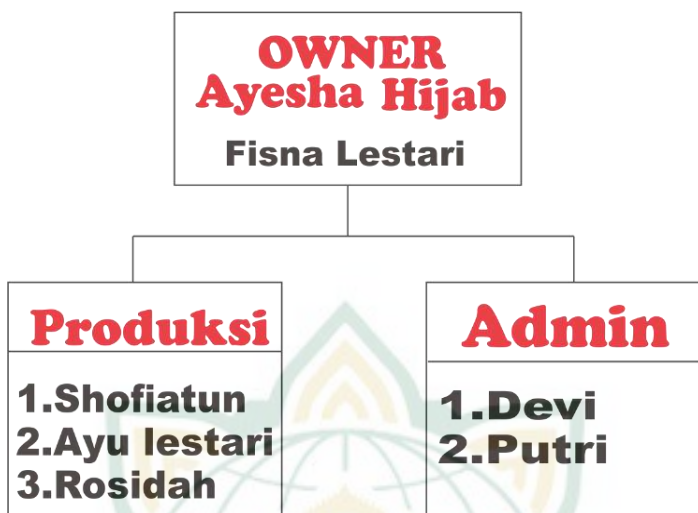 OWNER
Ayesha Hijab
Fisna Lestari
Produksi
1.Shofiatun
2.Ayu lestari
3.Rosidah
Admin
1.Devi
2.Putri